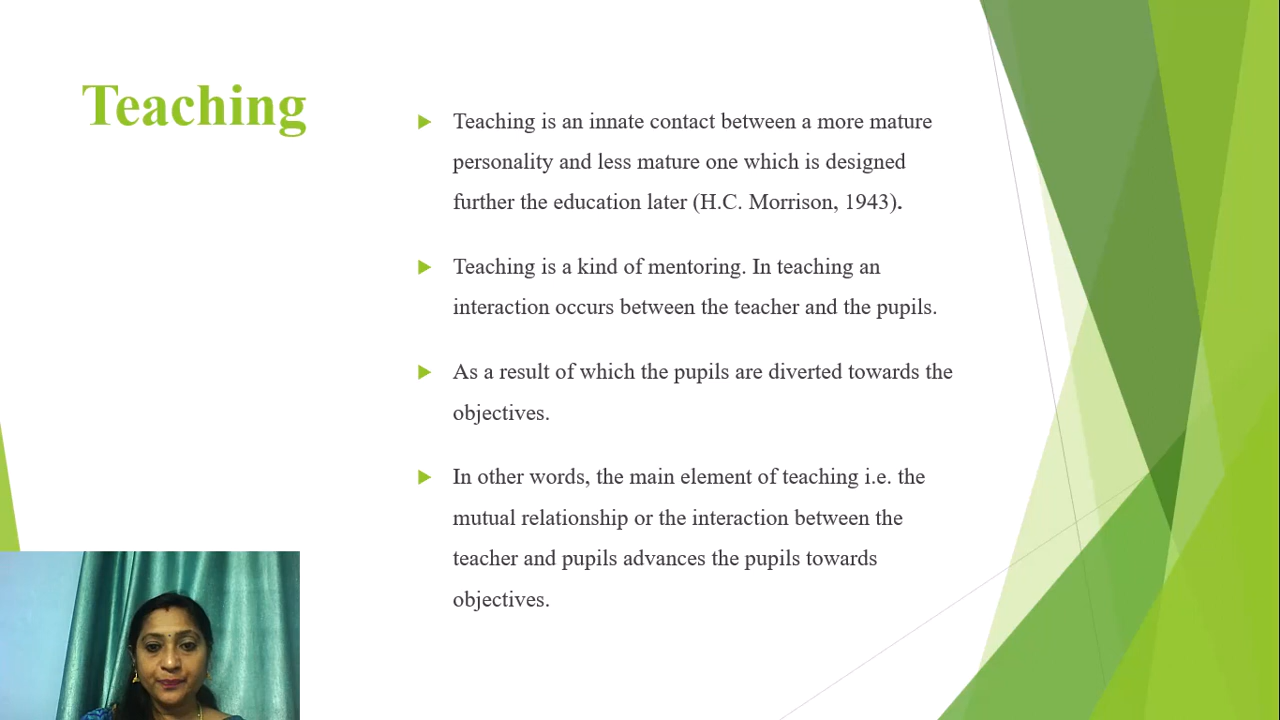 Teaching
Teaching is an innate contact between a more mature
personality and less mature one which is designed
further the education later (H.C. Morrison, 1943).
Teaching is a kind of mentoring. In teaching an
interaction occurs between the teacher and the pupils.
As a result of which the pupils are diverted towards the
objectives.
In other words, the main element of teaching i.e. the
mutual relationship or the interaction between the
teacher and pupils advances the pupils towards
objectives.